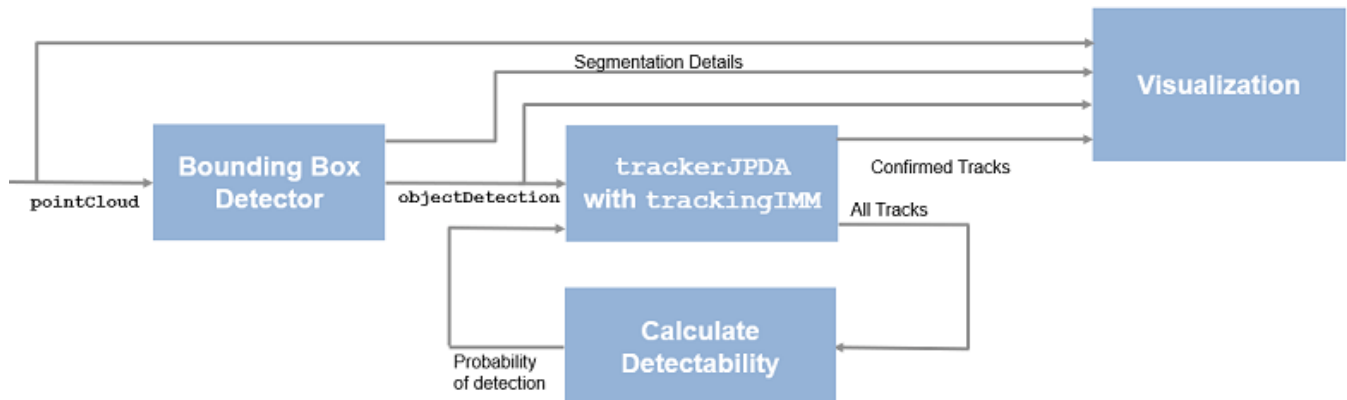 Segmentation Details
Visualization
Bounding Box
Detector
pointCloud
objectDetection
trackerJPDA
with trackingIMM
Confirmed Tracks
All Tracks
Calculate
Detectability
Probability
of detection